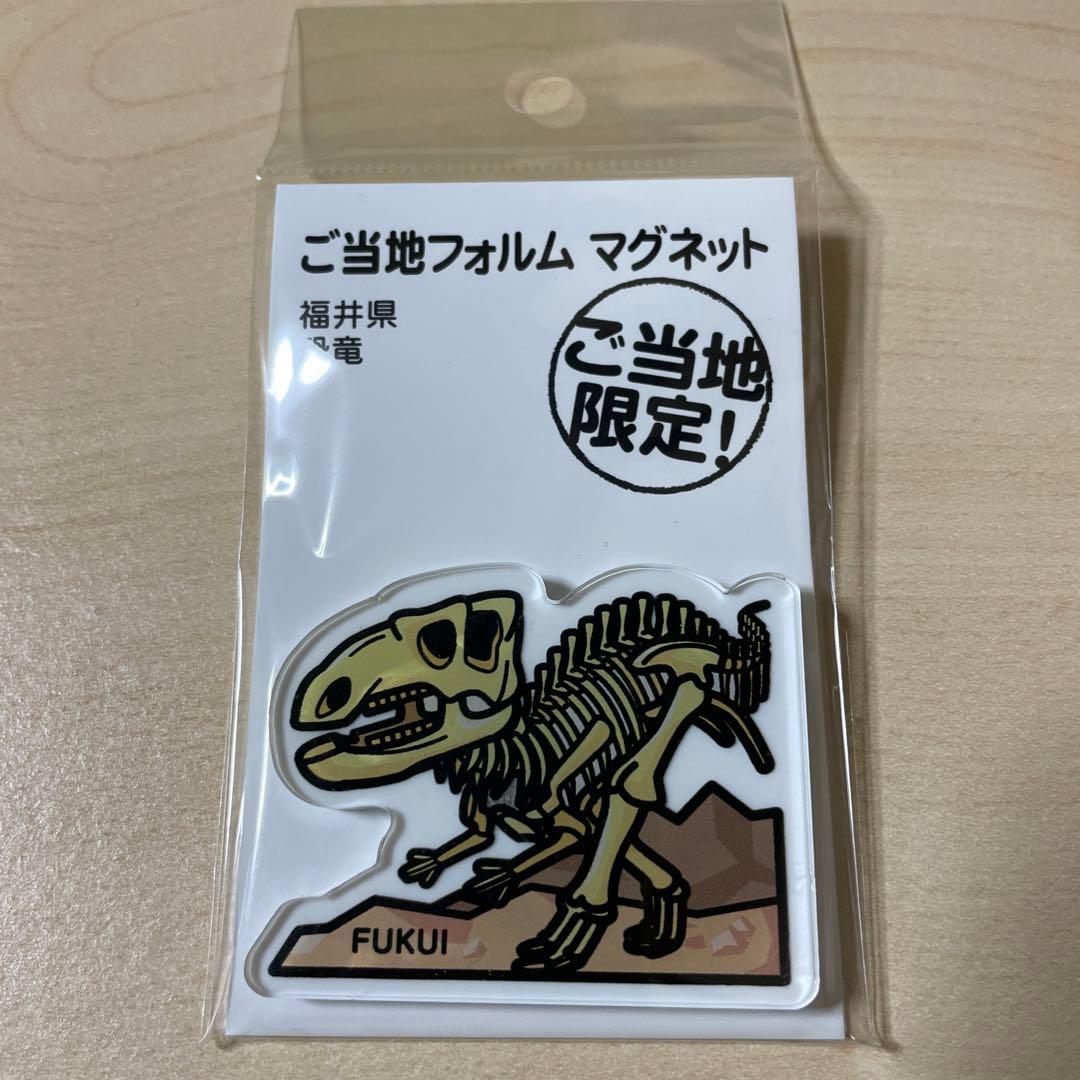 ご当地フォルム マグネット
福井県
恐竜
ご当地
限定!
FUKUI